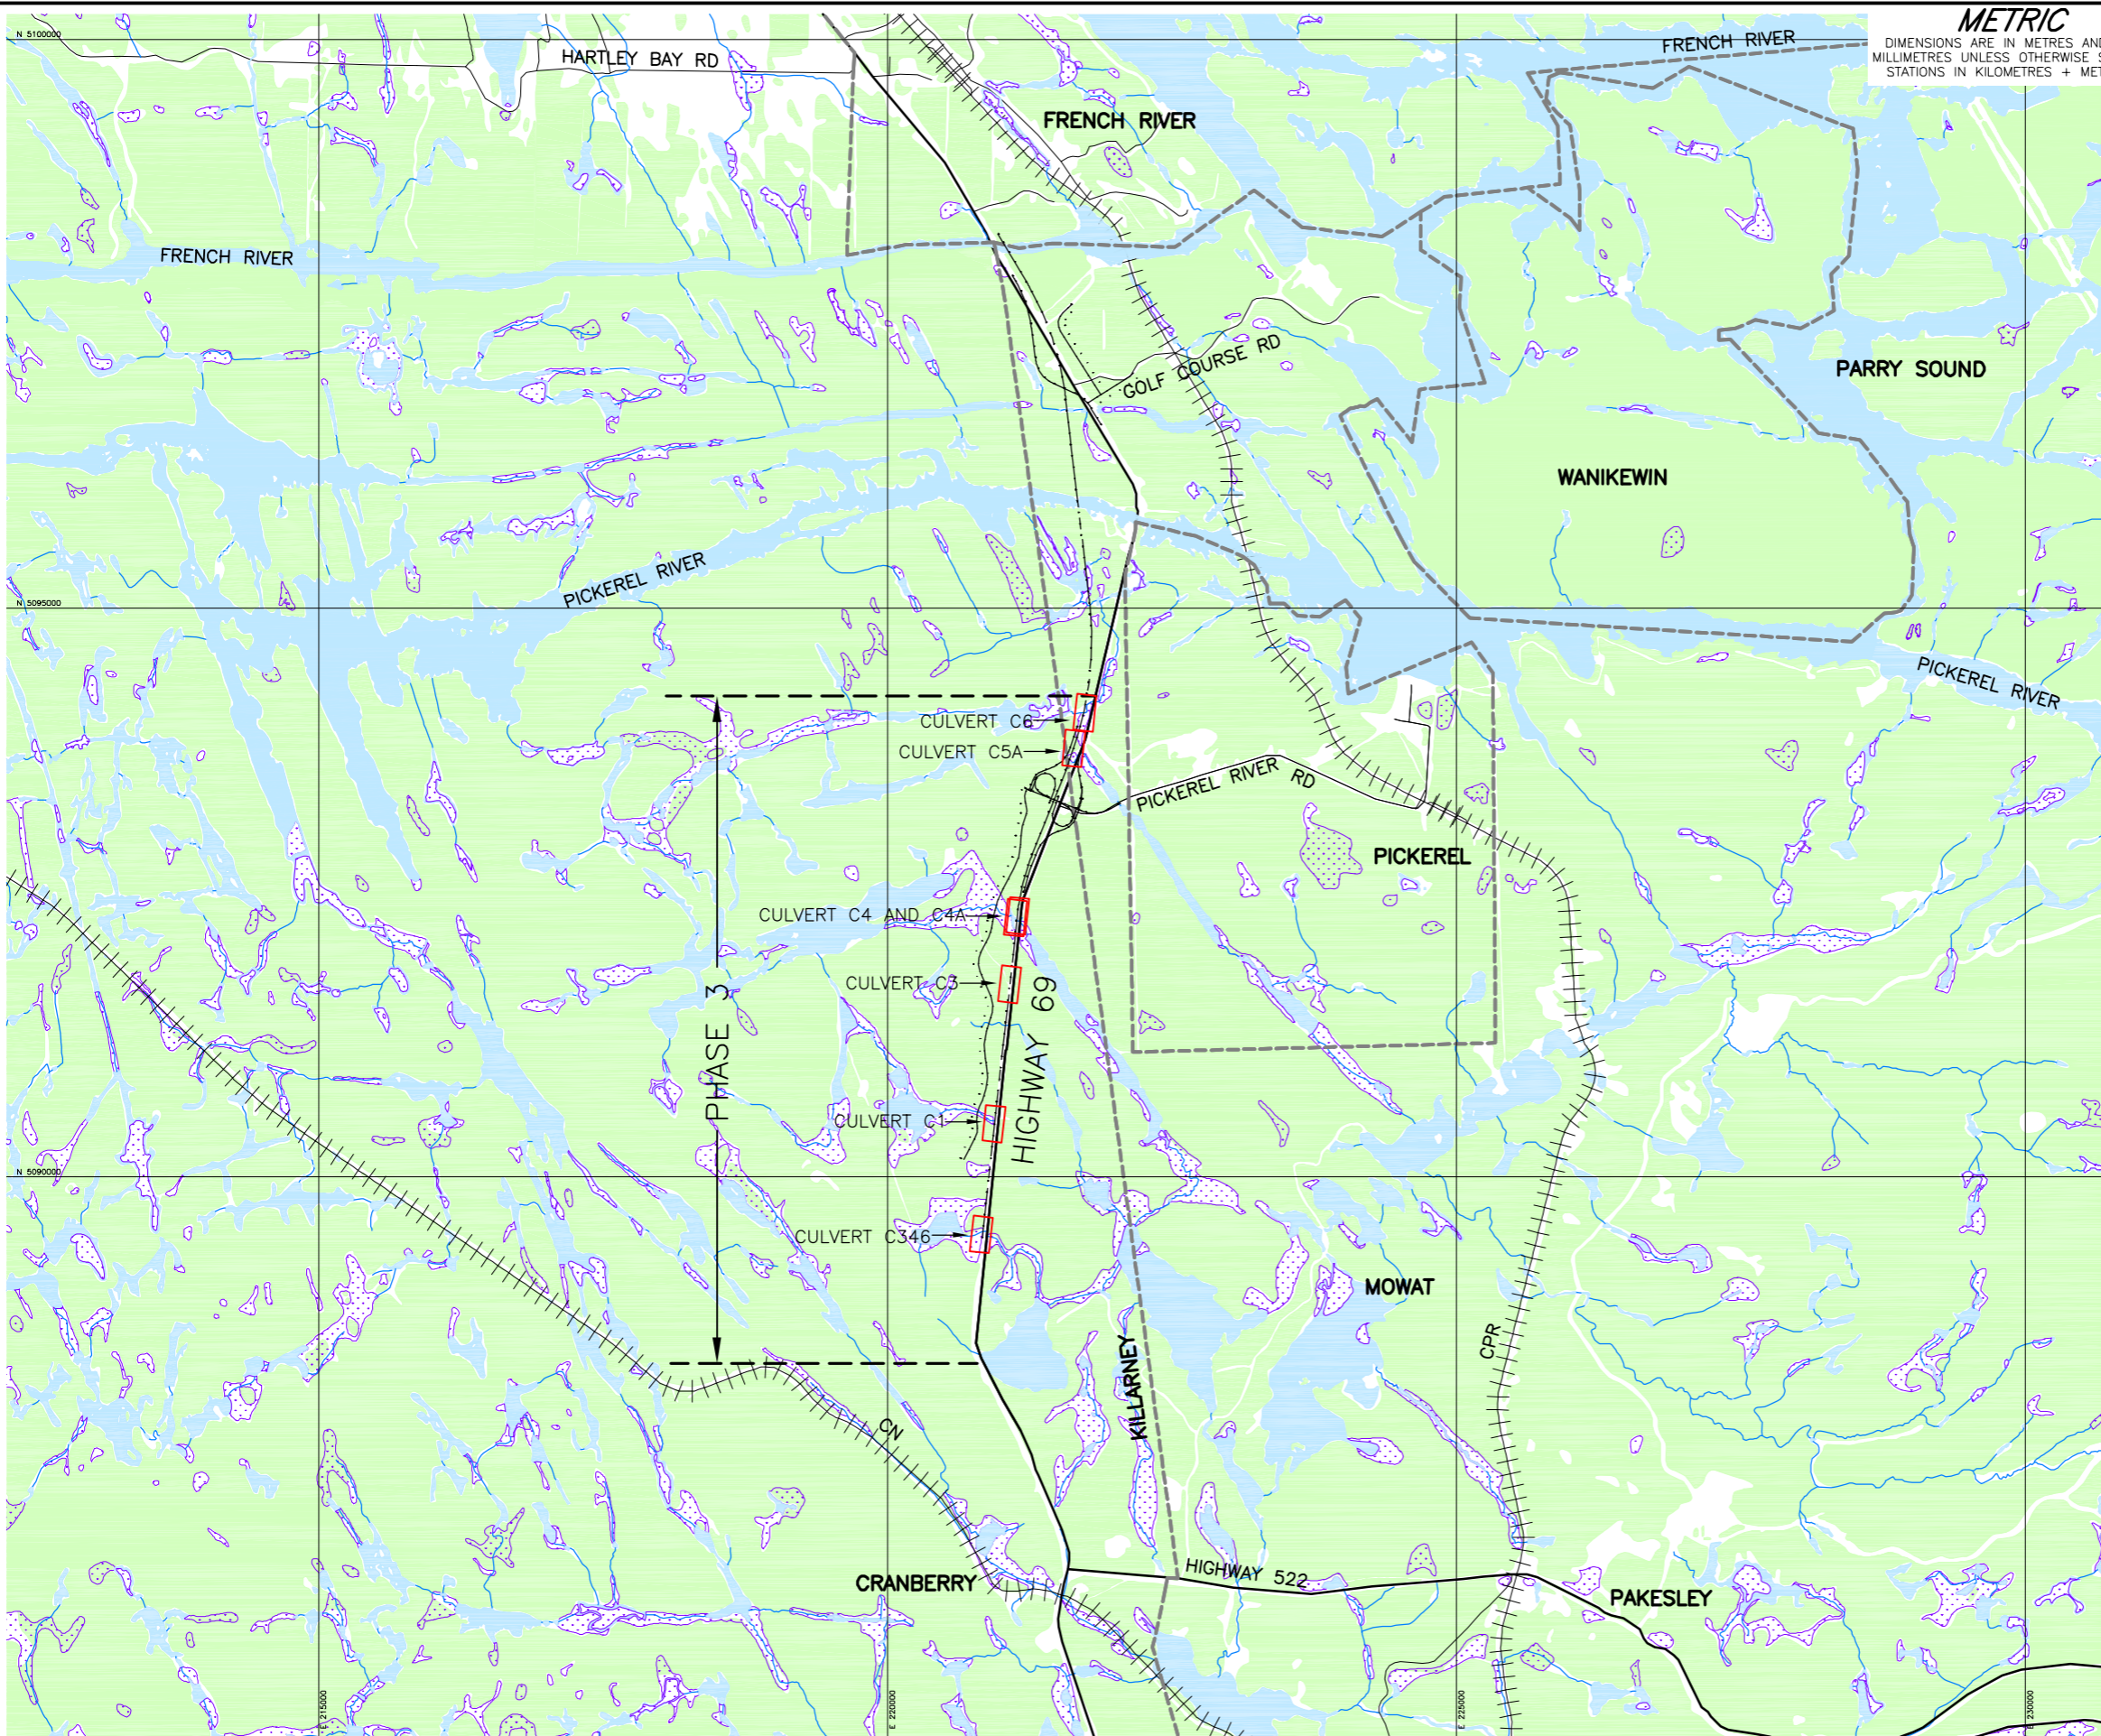 METRIC
DIMENSIONS ARE IN METRES AND
MILLIMETRES UNLESS OTHERWISE
STATIONS IN KILOMETRES + MET
N 5100000
HARTLEY BAY RD
FRENCH RIVER
FRENCH RIVER
FRENCH RIVER
GOLF COURSE RD
PARRY SOUND
WANIKEWIN
PICKEREL RIVER
N 5095000
PICKEREL RIVER
CULVERT C6
CULVERT C5A
PICKEREL RIVER RD
PICKEREL
CULVERT C4 AND C4A
CULVERT C3
PHASE 3
HIGHWAY 69
CULVERT C1
N 5090000
CULVERT C346
MOWAT
KILLARNEY
CPR
CN
CRANBERRY
HIGHWAY 522
PAKESLEY
E 215000
E 220000
E 225000
E 230000